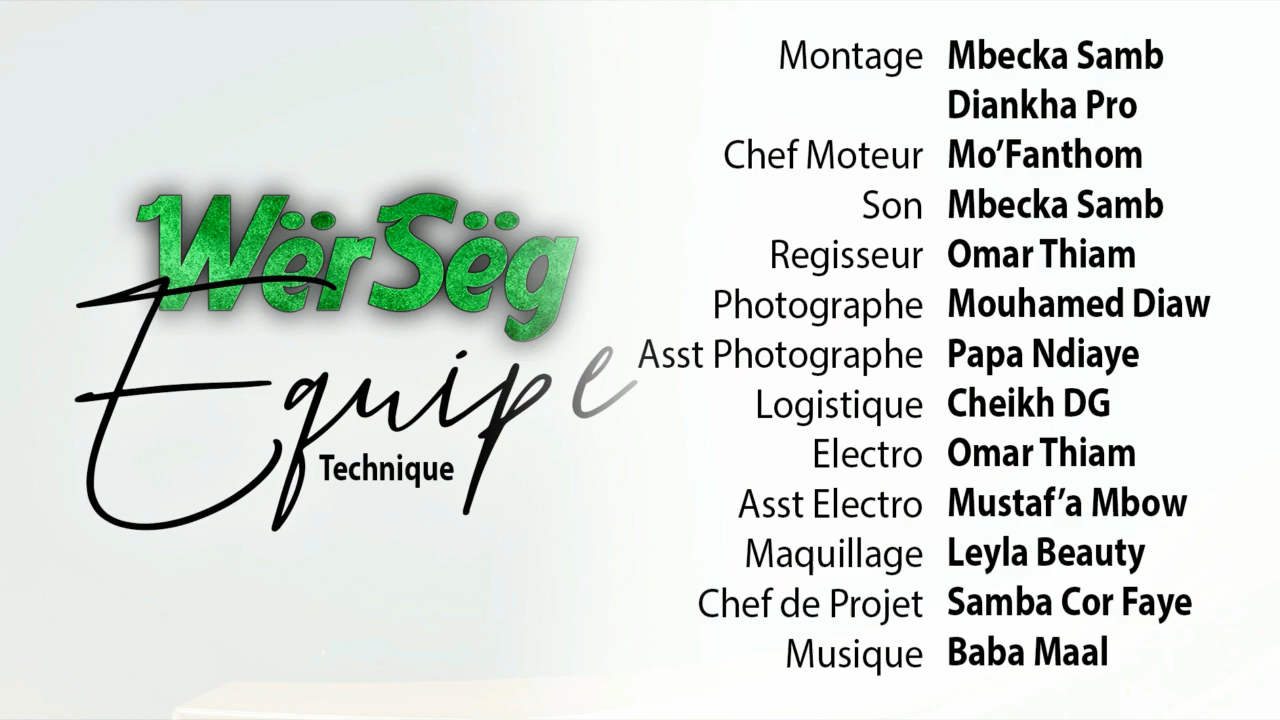 WërSëg
Equipe
Technique
Montage Mbecka Samb
Diankha Pro
Chef Moteur Mo’Fanthom
Son Mbecka Samb
Regisseur Omar Thiam
Photographe Mouhamed Diaw
Asst Photographe Papa Ndiaye
Logistique Cheikh DG
Electro Omar Thiam
Asst Electro Mustaf’a Mbow
Maquillage Leyla Beauty
Chef de Projet Samba Cor Faye
Musique Baba Maal